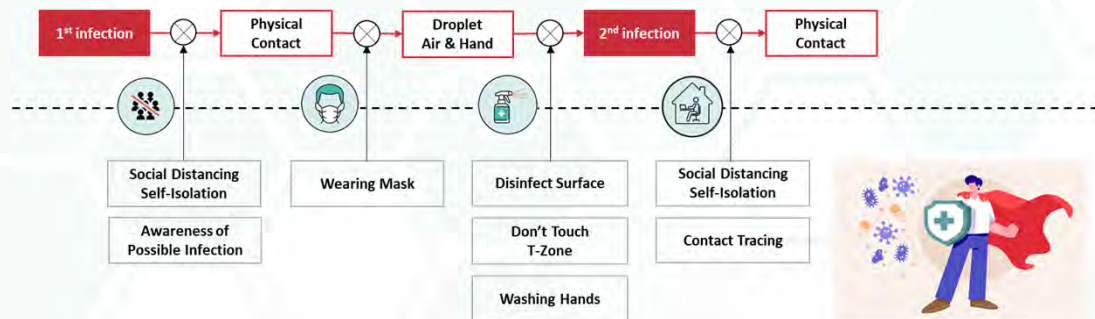 1st infection
Physical
Contact
Droplet
Air & Hand
2nd infection
Physical
Contact
Social Distancing
Self-Isolation
Awareness of
Possible Infection
Wearing Mask
Disinfect Surface
Don't Touch
T-Zone
Washing Hands
Social Distancing
Self-Isolation
Contact Tracing